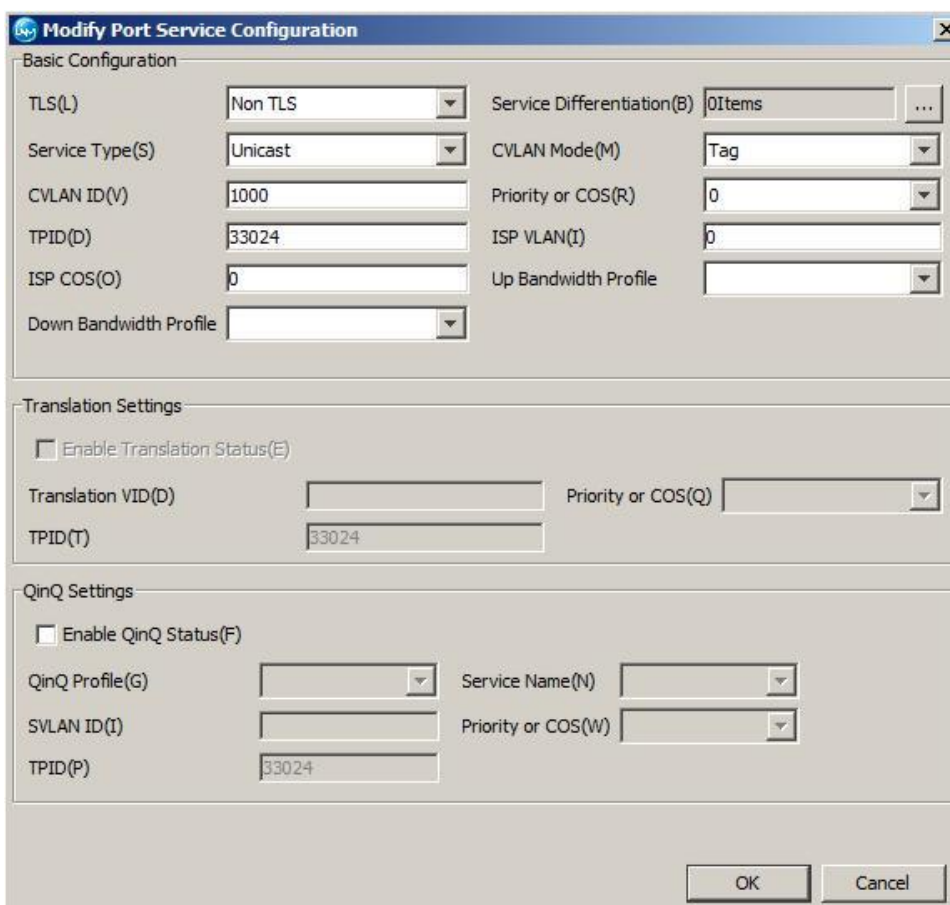 Modify Port Service Configuration
Basic Configuration
TLS(L) Non TLS Service Differentiation(B) 0Items ...
Service Type(S) Unicast CVLAN Mode(M) Tag
CVLAN ID(V) 1000 Priority or COS(R) 0
TPID(D) 33024 ISP VLAN(I) 0
ISP COS(O) 0 Up Bandwidth Profile
Down Bandwidth Profile
Translation Settings
Enable Translation Status(E)
Translation VID(D) Priority or COS(Q)
TPID(T) 33024
QinQ Settings
Enable QinQ Status(F)
QinQ Profile(G) Service Name(N)
SVLAN ID(I) Priority or COS(W)
TPID(P) 33024
OK Cancel